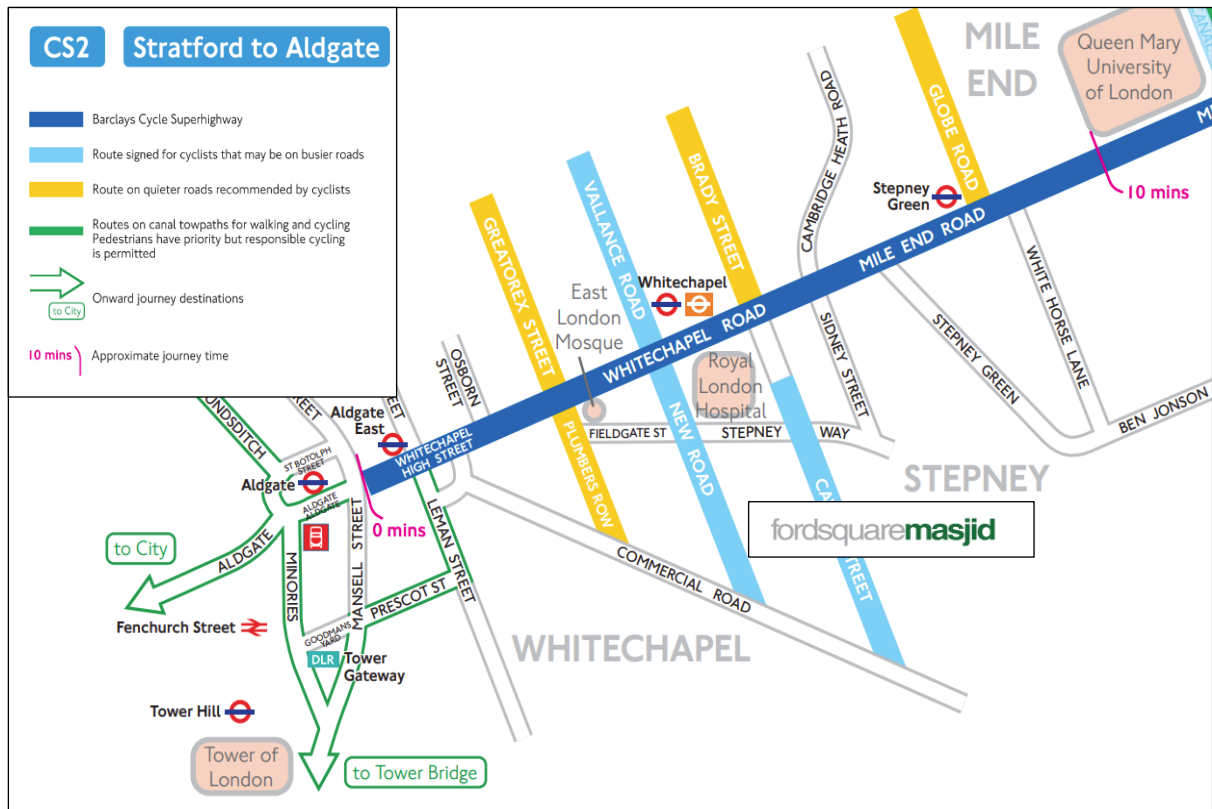 CS2
Stratford to Aldgate
Barclays Cycle Superhighway
Route signed for cyclists that may be on busier roads
Route on quieter roads recommended by cyclists
Routes on canal towpaths for walking and cycling
Pedestrians have priority but responsible cycling
is permitted
to City
Onward journey destinations
10 mins
Approximate journey time
MILE
END
Queen Mary
University
of London
CANAL
GLOBE ROAD
CAMBRIDGE HEATH ROAD
BRADY STREET
VALLANCE ROAD
GREATOREX STREET
Stepney
Green
10 mins
MILE END ROAD
Whitechapel
East
London
Mosque
WHITECHAPEL ROAD
Royal
London
Hospital
SIDNEY STREET
STEPNEY GREEN
WHITE HORSE LANE
BEN JONSON
OSBORN
STREET
Aldgate
East
STREET
STREET
WHITECHAPEL
HIGH STREET
PLUMBERS ROW
FIELDGATE ST
STEPNEY
WAY
NEW ROAD
STEPNEY
UNDSDITCH
ST BOTOLPH
STREET
Aldgate
ALDGATE
ALDGATE
0 mins
LEMAN STREET
STREET
fordsquaremasjid
to City
ALDGATE
MINORIES
MANSELL STREET
COMMERCIAL ROAD
PRESCOT ST
Fenchurch Street
GOODMANS
YARD
DLR
Tower
Gateway
WHITECHAPEL
Tower Hill
Tower of
London
to Tower Bridge